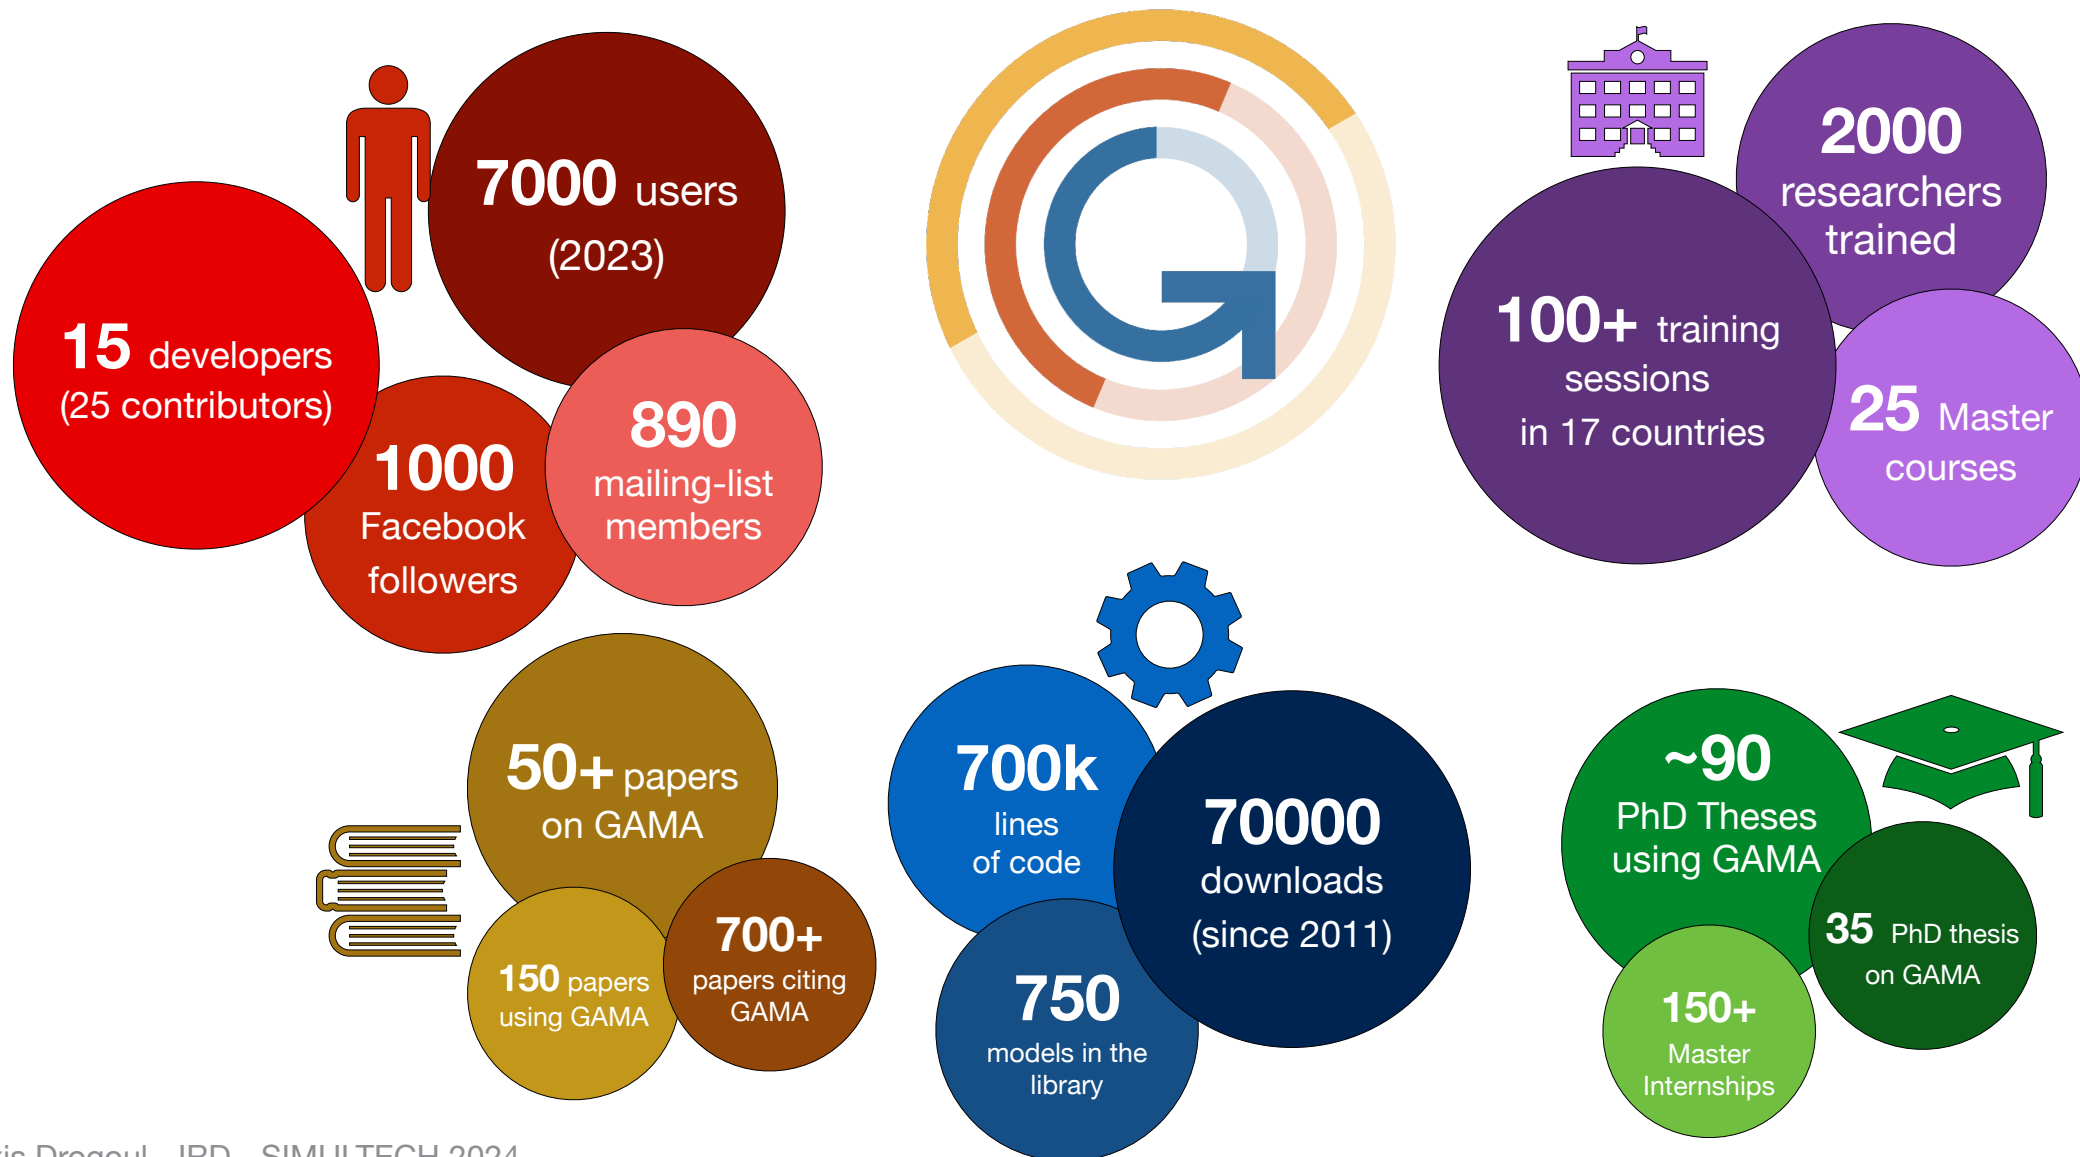 7000 users
(2023)
15 developers
(25 contributors)
1000
Facebook
followers
890
mailing-list
members
2000
researchers
trained
100+ training
sessions
in 17 countries
25 Master
courses
50+ papers
on GAMA
150 papers
using GAMA
700+
papers citing
GAMA
700k
lines
of code
70000
downloads
(since 2011)
750
models in the
library
~90
PhD Theses
using GAMA
35 PhD thesis
on GAMA
150+
Master
Internships
Drogoul - IRD - SIMULTECH 2024